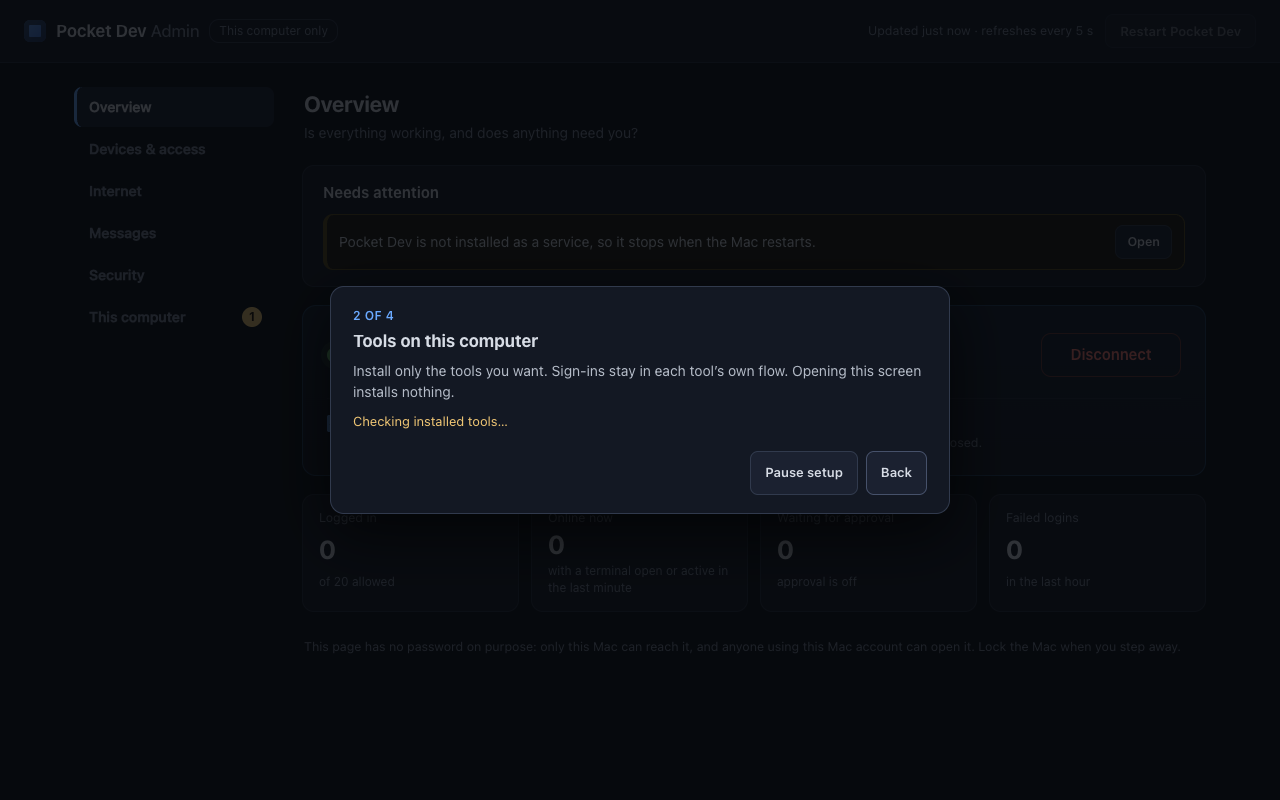 Pocket Dev Admin
This computer only
Updated just now · refreshes every 5 s
Restart Pocket Dev
Overview
Devices & access
Internet
Messages
Security
This computer
1
Overview
Is everything working, and does anything need you?
Needs attention
Pocket Dev is not installed as a service, so it stops when the Mac restarts.
Open
2 OF 4
Tools on this computer
Install only the tools you want. Sign-ins stay in each tool’s own flow. Opening this screen
installs nothing.
Checking installed tools…
Pause setup
Back
Disconnect
Logged in
0
of 20 allowed
Online now
0
with a terminal open or active in
the last minute
Waiting for approval
0
approval is off
Failed logins
0
in the last hour
This page has no password on purpose: only this Mac can reach it, and anyone using this Mac account can open it. Lock the Mac when you step away.